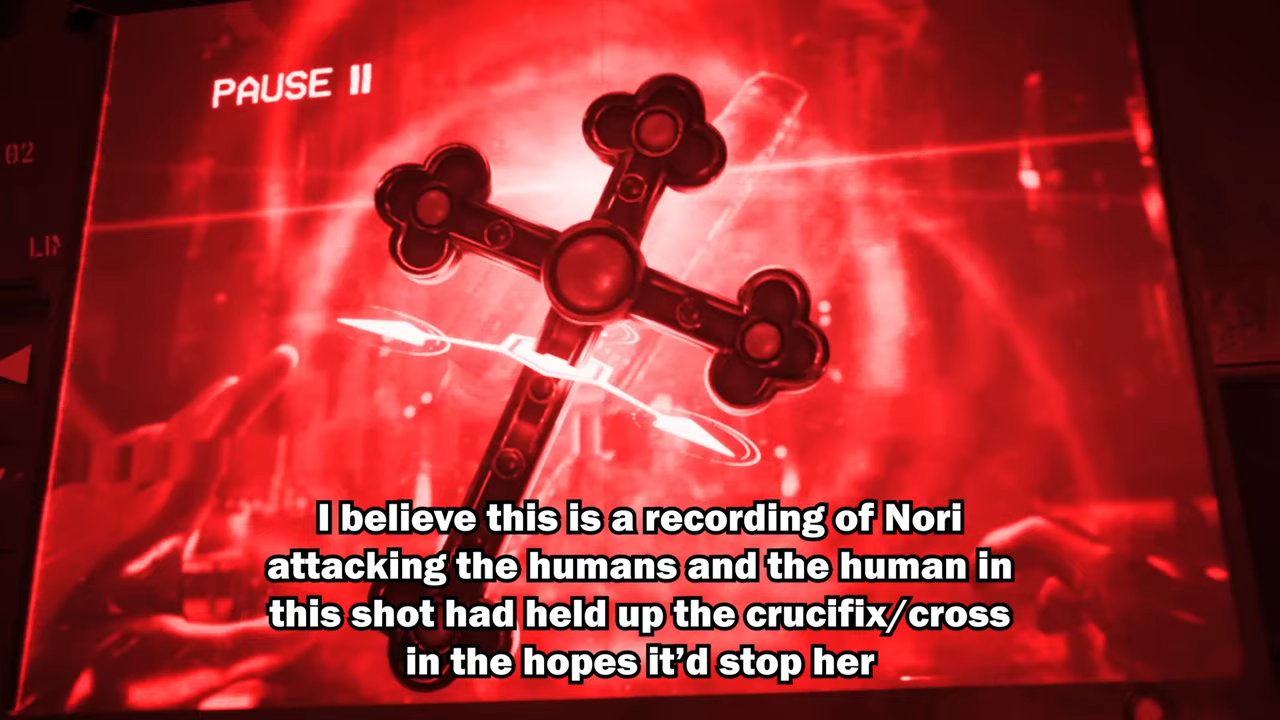 PAUSE II
02
LIN
I believe this is a recording of Nori
attacking the humans and the human in
this shot had held up the crucifix/cross
in the hopes it’d stop her